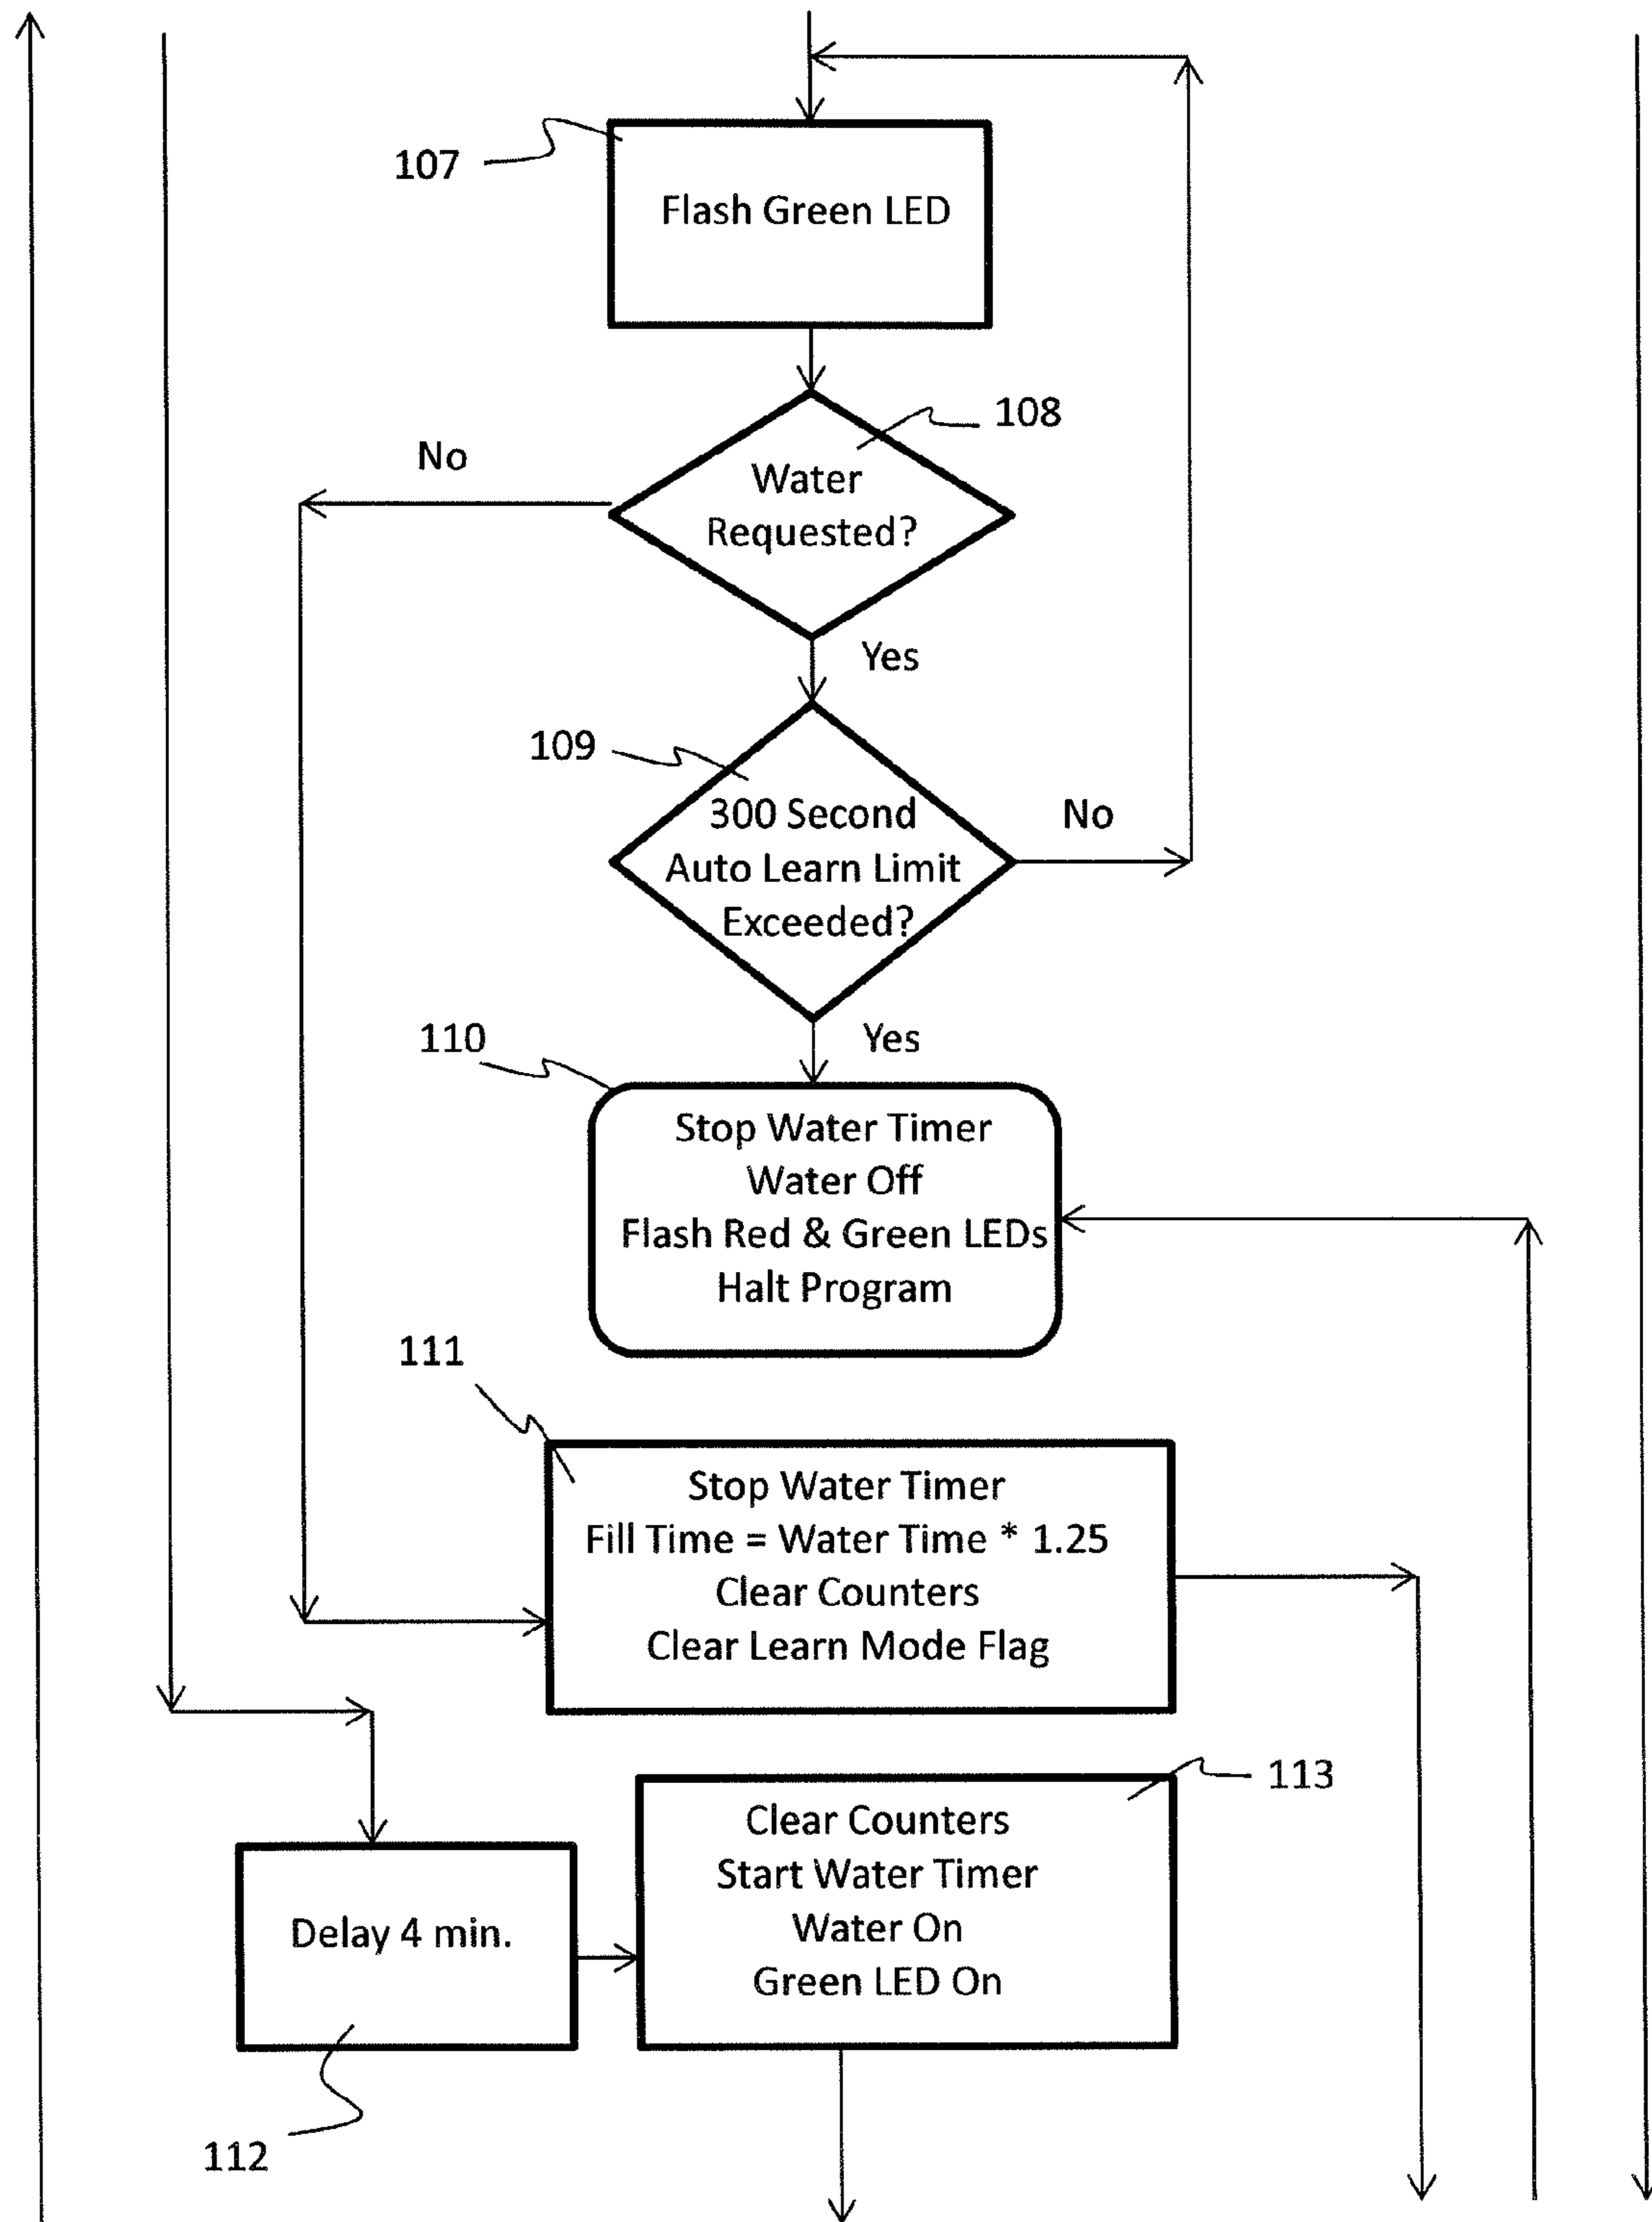 107
Flash Green LED
108
No
Water
Requested?
Yes
109
300 Second
Auto Learn Limit
Exceeded?
No
Yes
110
Stop Water Timer
Water Off
Flash Red & Green LEDs
Halt Program
111
Stop Water Timer
Fill Time = Water Time * 1.25
Clear Counters
Clear Learn Mode Flag
113
Clear Counters
Start Water Timer
Water On
Green LED On
Delay 4 min.
112